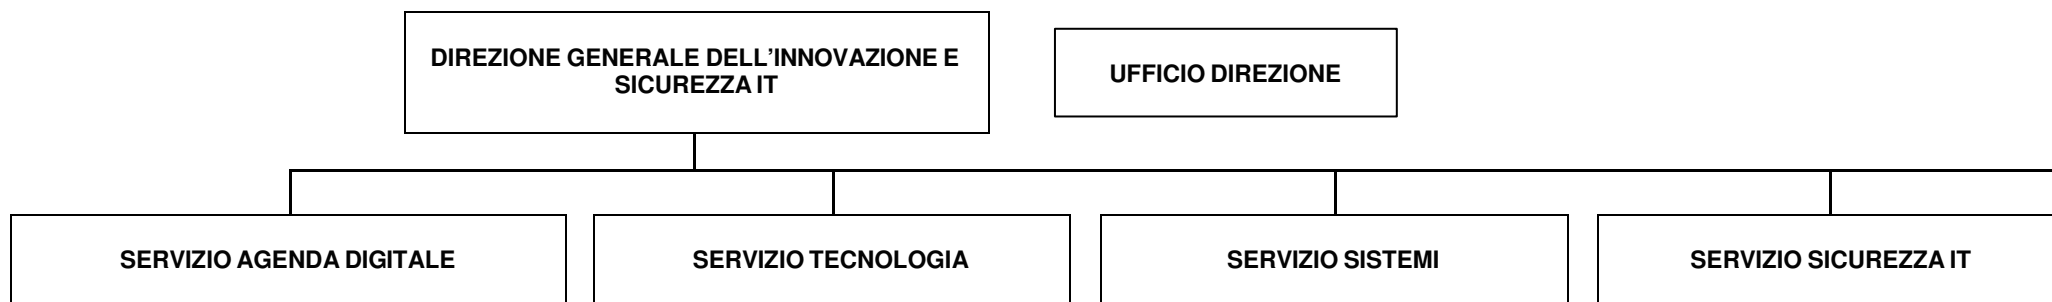 DIREZIONE GENERALE DELL'INNOVAZIONE E
SICUREZZA IT
UFFICIO DIREZIONE
SERVIZIO AGENDA DIGITALE
SERVIZIO TECNOLOGIA
SERVIZIO SISTEMI
SERVIZIO SICUREZZA IT